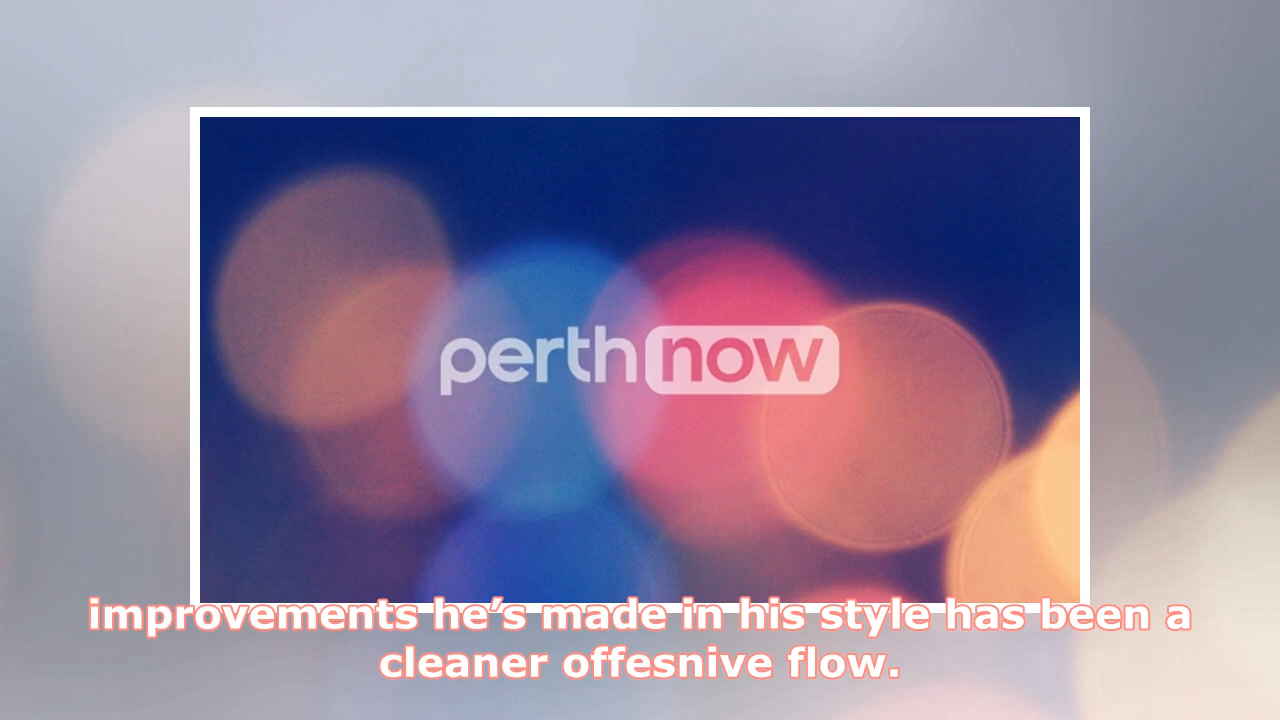 perthnow
improvements he’s made in his style has been a
cleaner offesnive flow.